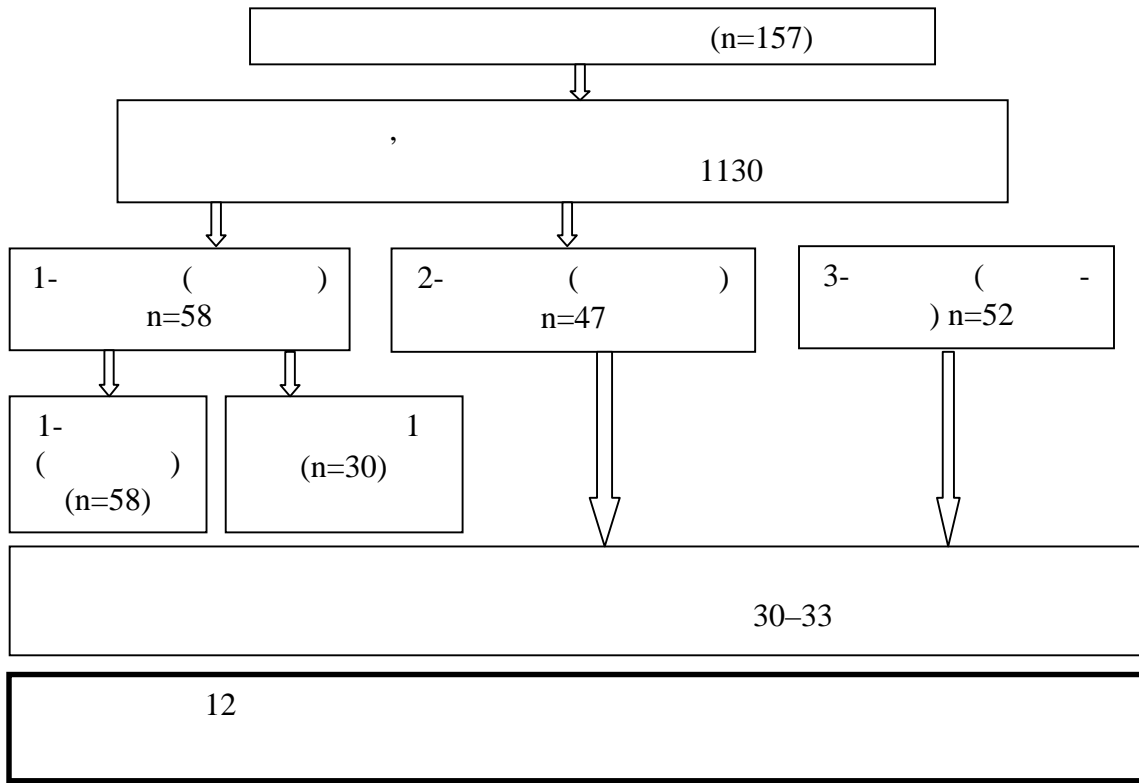 (n=157)
,
1130
1- ( )
n=58
2- ( )
n=47
3- ( -
) n=52
1-
( )
(n=58)
1
(n=30)
30–33
12